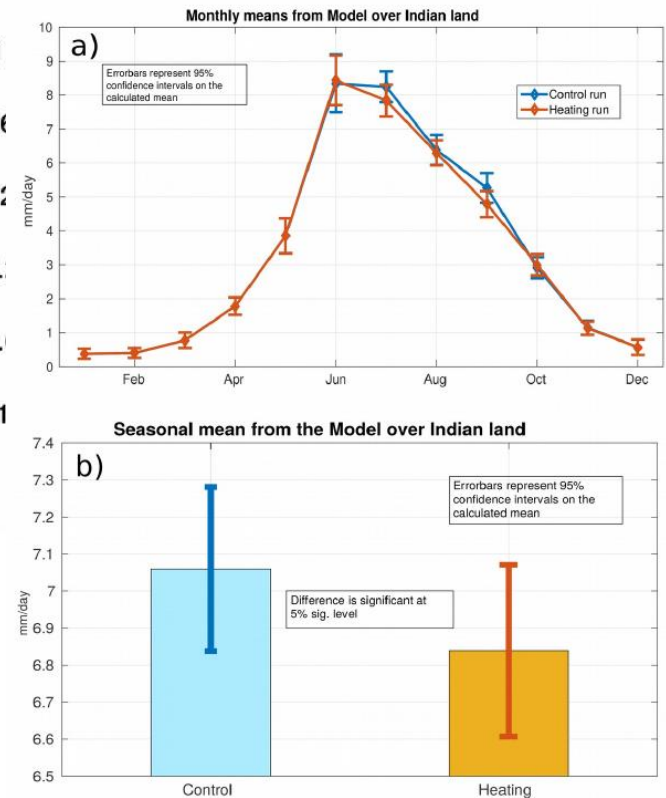 Monthly means from Model over Indian land
a)
Errorbars represent 95%
confidence intervals on the
calculated mean
Control run
Heating run
mm/day
10
9
8
7
6
5
4
3
2
1
0
Feb
Apr
Jun
Aug
Oct
Dec
Seasonal mean from the Model over Indian land
b)
Errorbars represent 95%
confidence intervals on the
calculated mean
Difference is significant at
5% sig. level
mm/day
7.4
7.3
7.2
7.1
7
6.9
6.8
6.7
6.6
6.5
Control
Heating